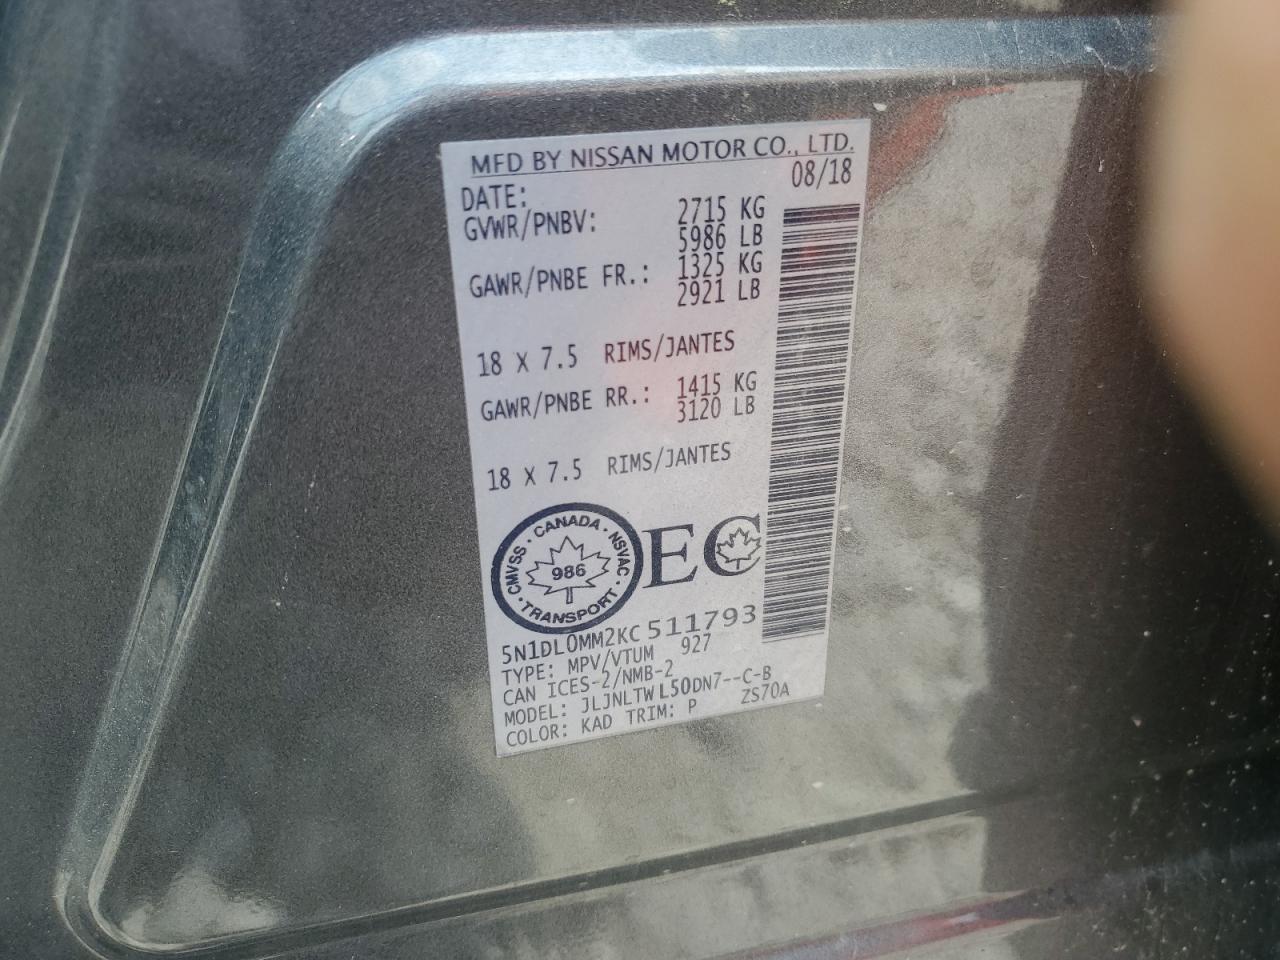 MFD BY NISSAN MOTOR CO., LTD.
DATE: 08/18
GVWR/PNBV: 2715 KG
5986 LB
GAWR/PNBE FR.: 1325 KG
2921 LB
18 X 7.5 RIMS/JANTES
GAWR/PNBE RR.: 1415 KG
3120 LB
18 X 7.5 RIMS/JANTES
CMVSS · CANADA · NSVAC · TRANSPORT ·
986
EC
5N1DL0MM2KC511793
TYPE: MPV/VTUM 927
CAN ICES-2/NMB-2
MODEL: JLJNLTWL50DN7--C-B
COLOR: KAD TRIM: P ZS70A